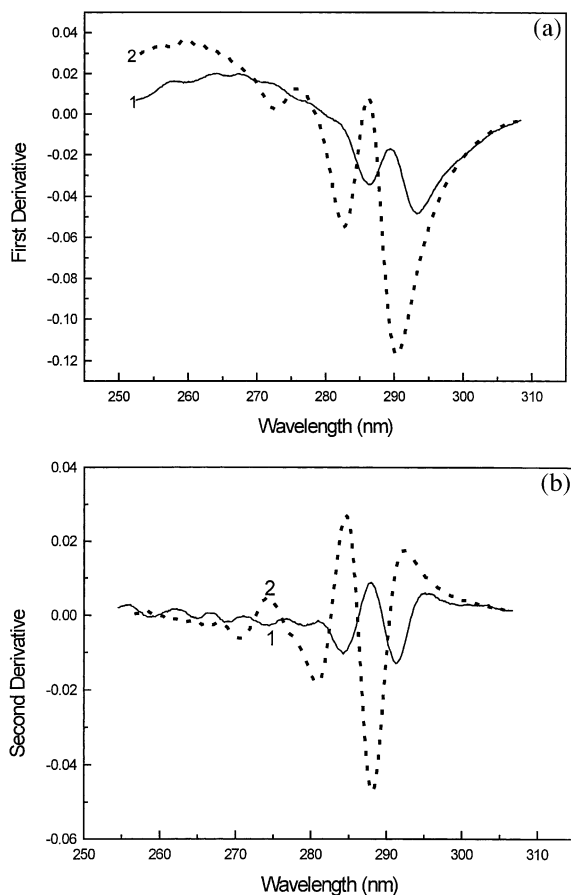 (a)
0.04
0.02
0.00
-0.02
-0.04
-0.06
-0.08
-0.10
-0.12
First Derivative
2
1
250 260 270 280 290 300 310
Wavelength (nm)
(b)
0.04
0.02
0.00
-0.02
-0.04
-0.06
Second Derivative
2
1
250 260 270 280 290 300 310
Wavelength (nm)